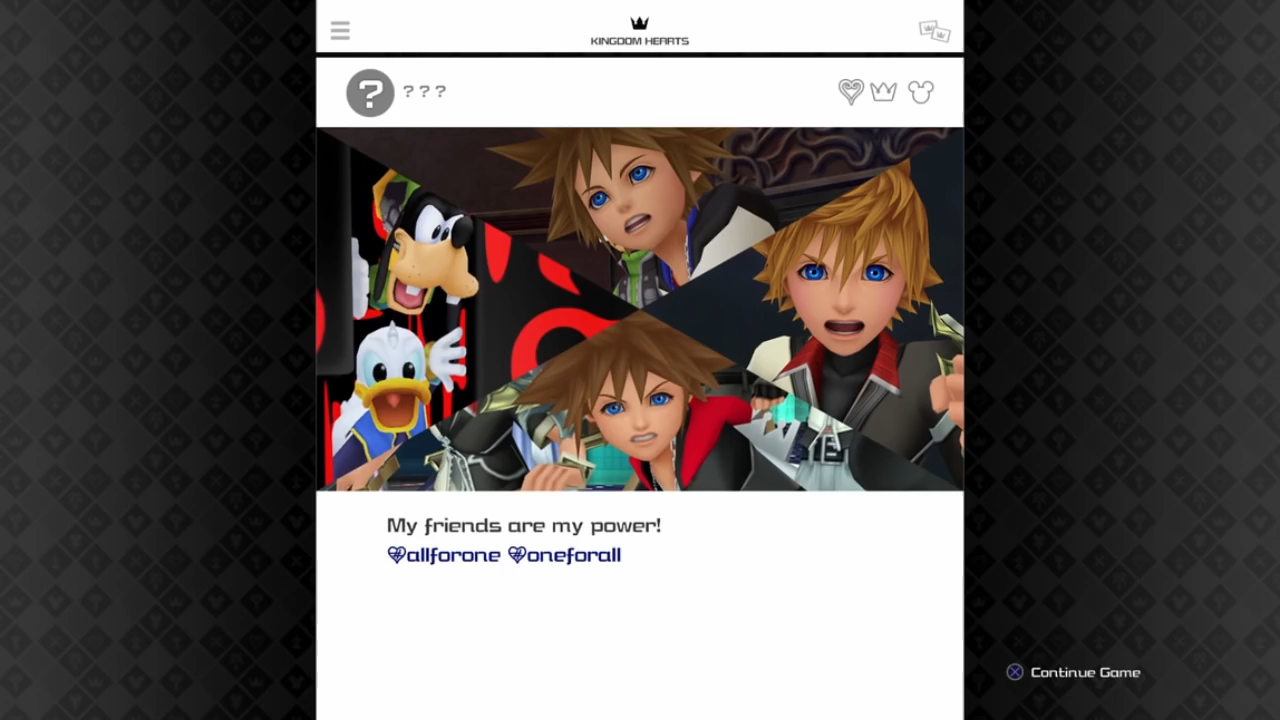 KINGDOM HEARTS
?
? ? ?
My friends are my power!
#allforone #oneforall
Continue Game